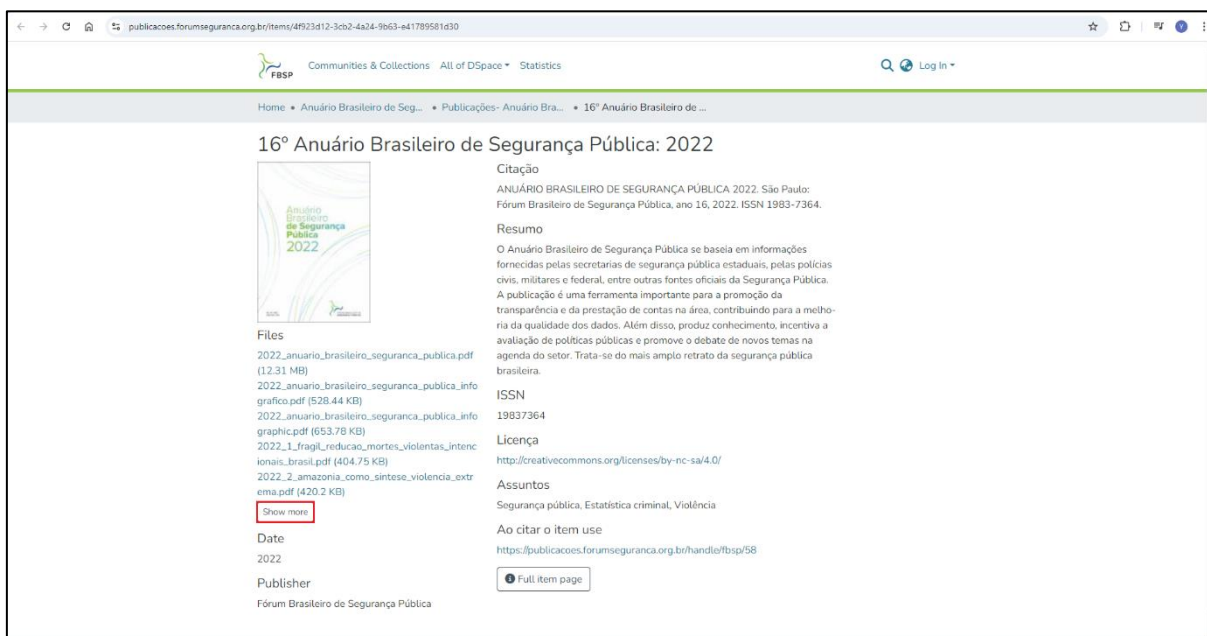 publicacoes.forumseguranca.org.br/items/4f923d12-3cb2-4a24-9b63-e41789581d30
FBSP
Communities & Collections All of DSpace Statistics
Log In
Home • Anuário Brasileiro de Seg... • Publicações- Anuário Bra... • 16º Anuário Brasileiro de ...
16º Anuário Brasileiro de Segurança Pública: 2022
Anuário
Brasileiro
de Segurança
Pública
2022
Files
2022_anuario_brasileiro_seguranca_publica.pdf
(12.31 MB)
2022_anuario_brasileiro_seguranca_publica_info
grafico.pdf (528.44 KB)
2022_anuario_brasileiro_seguranca_publica_info
graphic.pdf (653.78 KB)
2022_1_fragil_reducao_mortes_violentas_intenc
ionais_brasil.pdf (404.75 KB)
2022_2_amazonia_como_sintese_violencia_extr
ema.pdf (420.2 KB)
Show more
Date
2022
Publisher
Fórum Brasileiro de Segurança Pública
Citação
ANUÁRIO BRASILEIRO DE SEGURANÇA PÚBLICA 2022. São Paulo:
Fórum Brasileiro de Segurança Pública, ano 16, 2022. ISSN 1983-7364.
Resumo
O Anuário Brasileiro de Segurança Pública se baseia em informações
fornecidas pelas secretarias de segurança pública estaduais, pelas polícias
civis, militares e federal, entre outras fontes oficiais da Segurança Pública.
A publicação é uma ferramenta importante para a promoção da
transparência e da prestação de contas na área, contribuindo para a melho-
ria da qualidade dos dados. Além disso, produz conhecimento, incentiva a
avaliação de políticas públicas e promove o debate de novos temas na
agenda do setor. Trata-se do mais amplo retrato da segurança pública
brasileira.
ISSN
19837364
Licença
http://creativecommons.org/licenses/by-nc-sa/4.0/
Assuntos
Segurança pública, Estatística criminal, Violência
Ao citar o item use
https://publicacoes.forumseguranca.org.br/handle/fbsp/58
Full item page